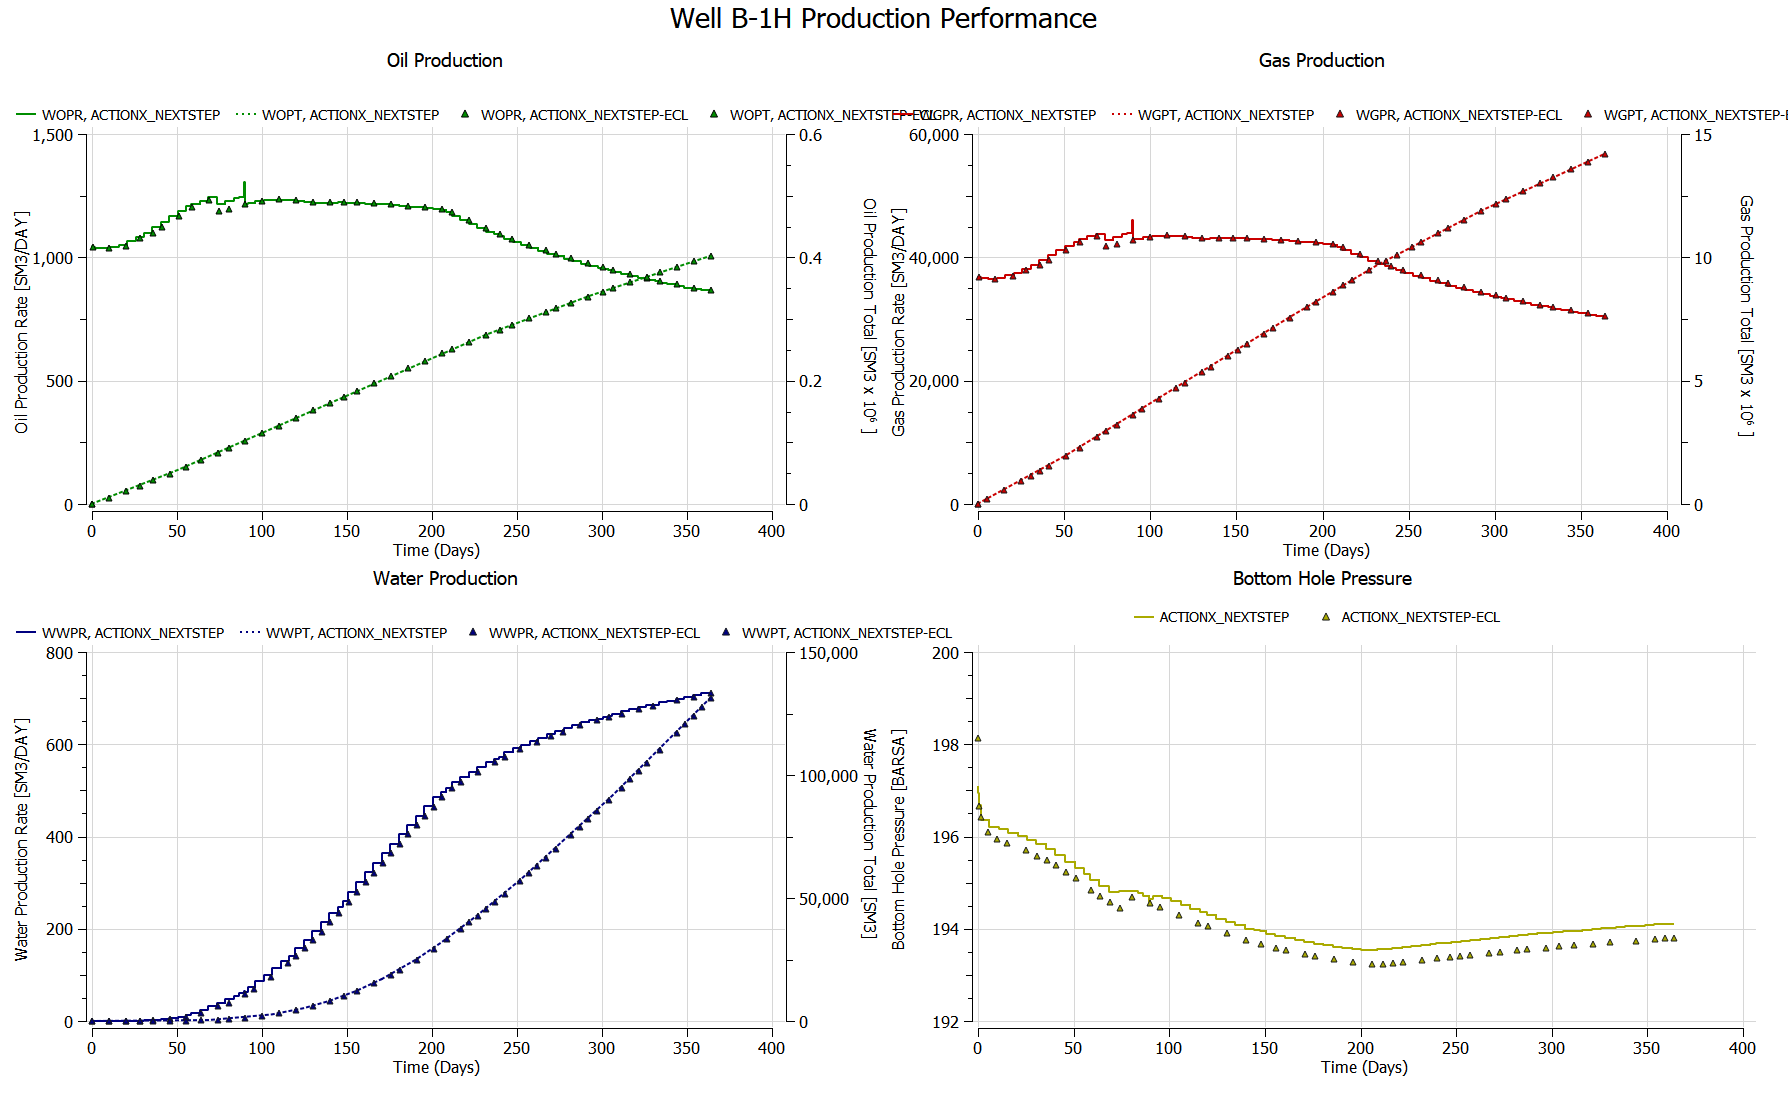 Well B-1H Production Performance
Oil Production
WOPR, ACTIONX_NEXTSTEP WOPT, ACTIONX_NEXTSTEP WOPR, ACTIONX_NEXTSTEP-ECL WOPT, ACTIONX_NEXTSTEP-ECL
1,500
1,000
500
0
0.6
0.4
0.2
0
Oil Production Rate [SM3/DAY]
Oil Production Total [SM3 x 10⁶ ]
0 50 100 150 200 250 300 350 400
Time (Days)
Gas Production
WGPR, ACTIONX_NEXTSTEP WGPT, ACTIONX_NEXTSTEP WGPR, ACTIONX_NEXTSTEP-ECL WGPT, ACTIONX_NEXTSTEP-E
60,000
40,000
20,000
0
15
10
5
0
Gas Production Rate [SM3/DAY]
Gas Production Total [SM3 x 10⁶ ]
0 50 100 150 200 250 300 350 400
Time (Days)
Water Production
WWPR, ACTIONX_NEXTSTEP WWPT, ACTIONX_NEXTSTEP WWPR, ACTIONX_NEXTSTEP-ECL WWPT, ACTIONX_NEXTSTEP-ECL
800
600
400
200
0
150,000
100,000
50,000
0
Water Production Rate [SM3/DAY]
Water Production Total [SM3]
0 50 100 150 200 250 300 350 400
Time (Days)
Bottom Hole Pressure
ACTIONX_NEXTSTEP ACTIONX_NEXTSTEP-ECL
200
198
196
194
192
Bottom Hole Pressure [BARSA]
0 50 100 150 200 250 300 350 400
Time (Days)